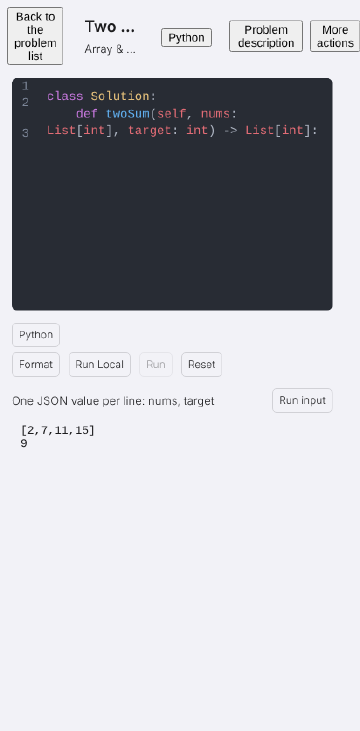 Back to
the
problem
list
Two ...
Array & ...
Python
Problem
description
More
actions
1
class Solution:
2
    def twoSum(self, nums:
List[int], target: int) -> List[int]:
3
Python
Format
Run Local
Run
Reset
One JSON value per line: nums, target
Run input
[2,7,11,15]
9